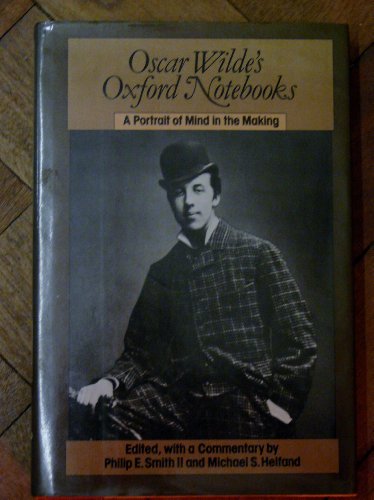 Oscar Wilde's
Oxford Notebooks
A Portrait of Mind in the Making
Edited, with a Commentary by
Philip E. Smith II and Michael S. Helfand